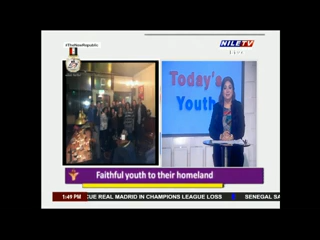 #TheNewRepublic
NILE TV
Today's
Youth
Faithful youth to their homeland
1:49 PM
CUE REAL MADRID IN CHAMPIONS LEAGUE LOSS
SENEGAL SA